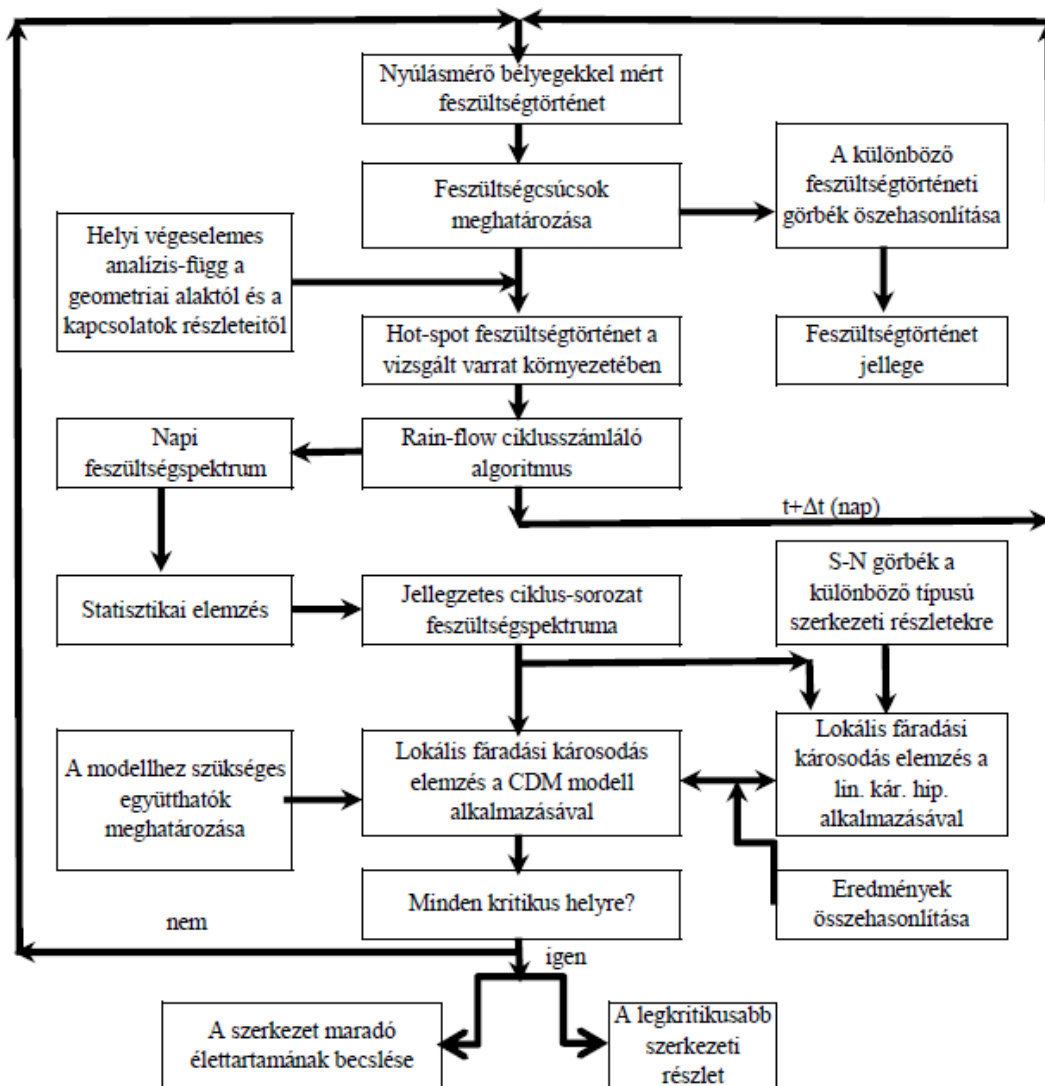 Nyúlásmérő bélyegekkel mért
feszültségtörténet
Feszültségcsúcsok
meghatározása
A különböző
feszültségtörténeti
görbék öszehasonlítása
Helyi végeselemes
analízis-függ a
geometriai alaktól és a
kapcsolatok részleteitől
Hot-spot feszültségtörténet a
vizsgált varrat környezetében
Feszültségtörténet
jellege
Napi
feszültségspektrum
Rain-flow ciklusszámláló
algoritmus
t+Δt (nap)
Statisztikai elemzés
Jellegzetes ciklus-sorozat
feszültségspektruma
S-N görbék a
különböző típusú
szerkezeti részletekre
A modellhez szükséges
együtthatók
meghatározása
Lokális fáradási károsodás
elemzés a CDM modell
alkalmazásával
Lokális fáradási
károsodás elemzés a
lin. kár. hip.
alkalmazásával
Minden kritikus helyre?
Eredmények
összehasonlítása
nem
igen
A szerkezet maradó
élettartamának becslése
A legkritikusabb
szerkezeti
részlet